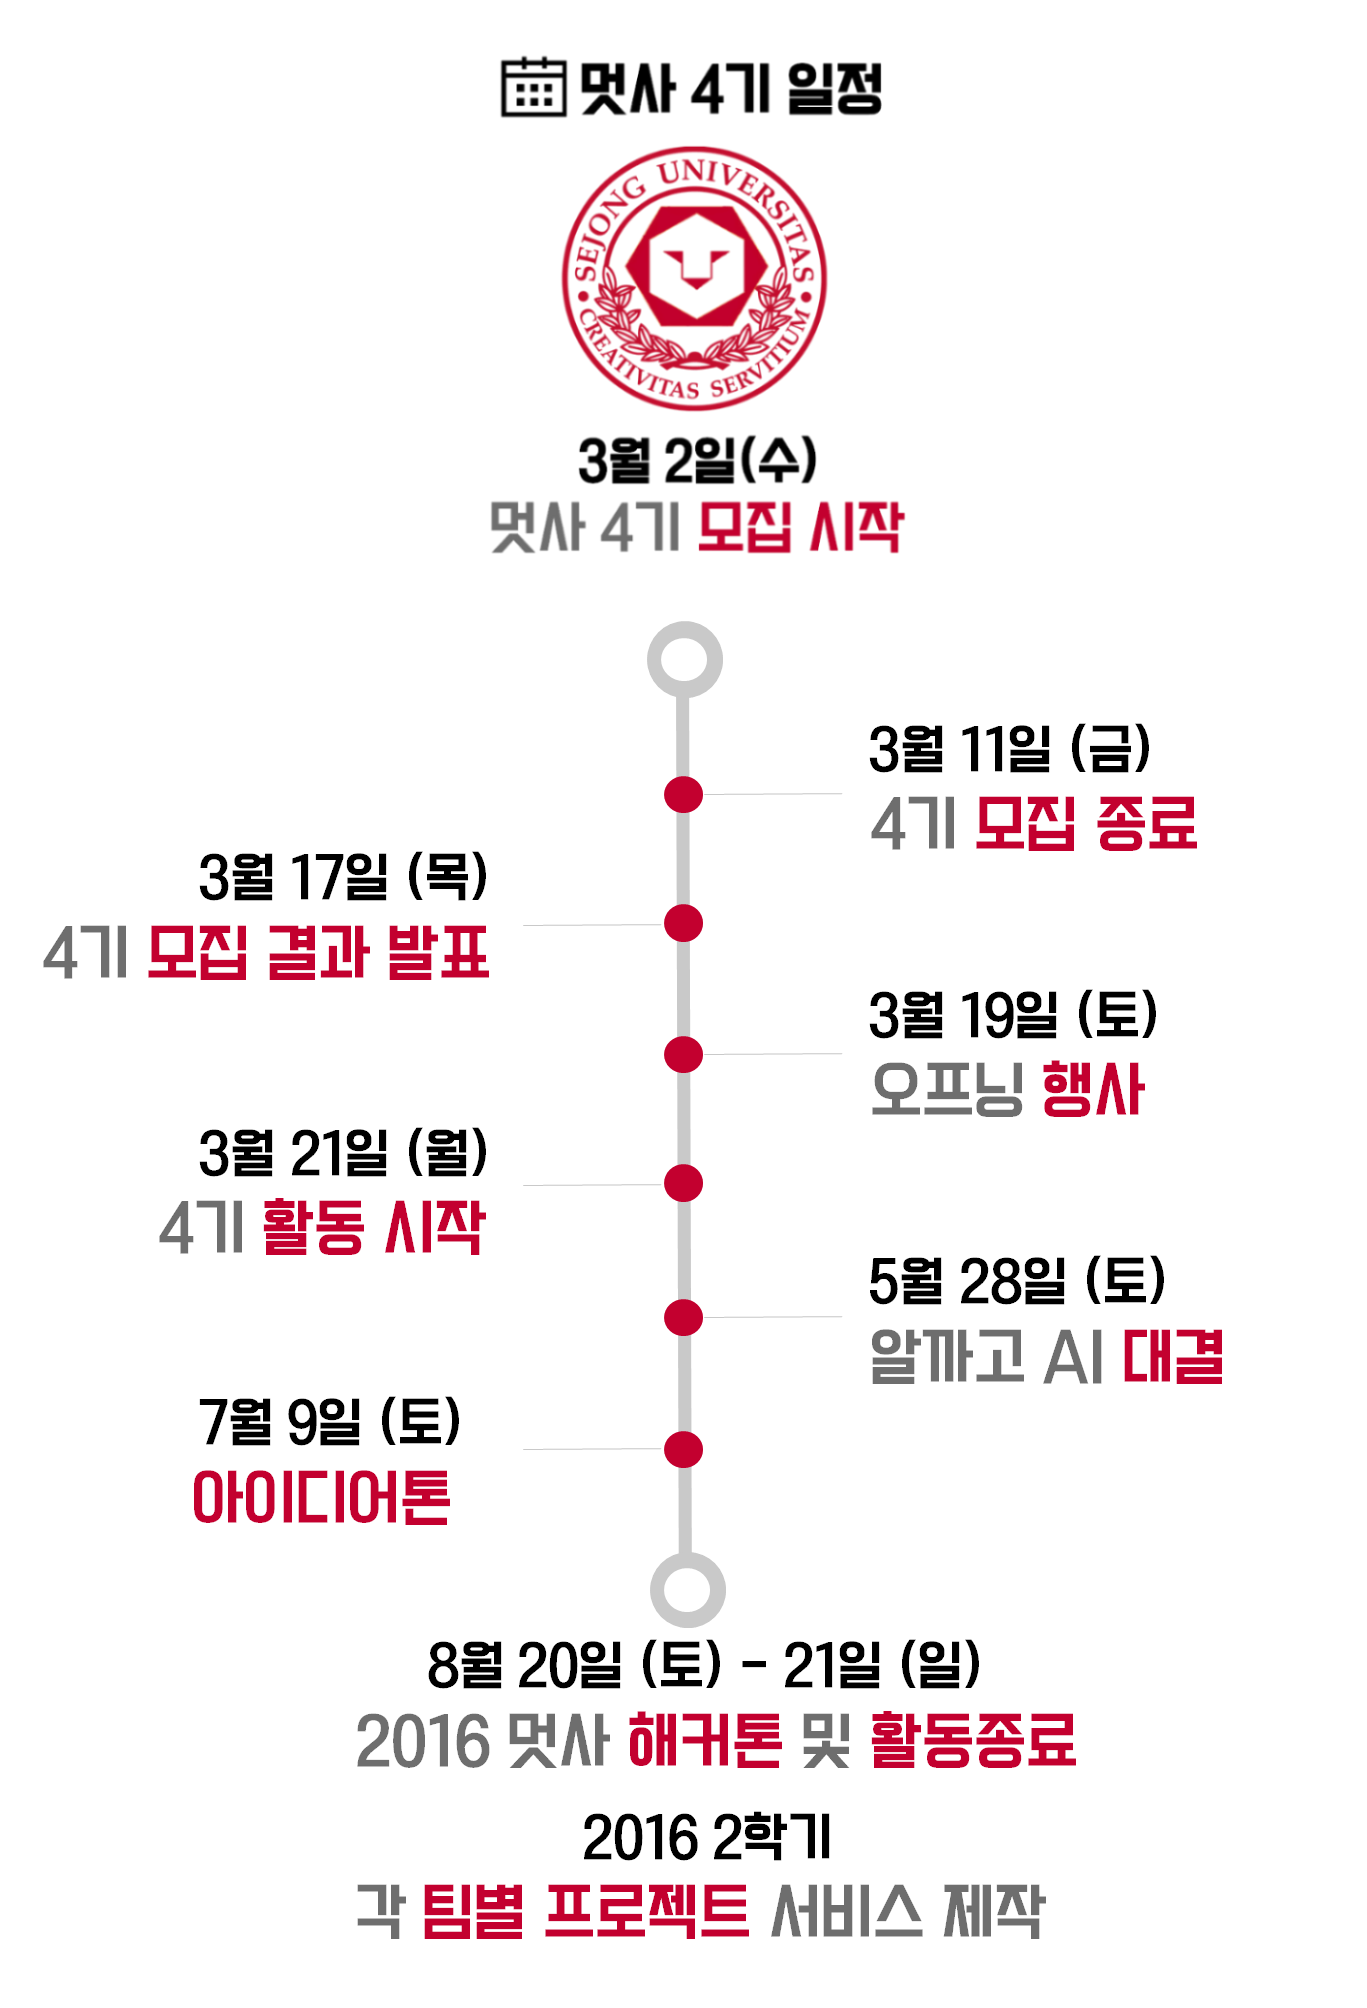 멋사 4기 일정
SEJONG UNIVERSITAS
CREATIVITAS SERVITIUM
3월 2일(수)
멋사 4기 모집 시작
3월 11일 (금)
4기 모집 종료
3월 17일 (목)
4기 모집 결과 발표
3월 19일 (토)
오프닝 행사
3월 21일 (월)
4기 활동 시작
5월 28일 (토)
알까고 AI 대결
7월 9일 (토)
아이디어톤
8월 20일 (토) - 21일 (일)
2016 멋사 해커톤 및 활동종료
2016 2학기
각 팀별 프로젝트 서비스 제작